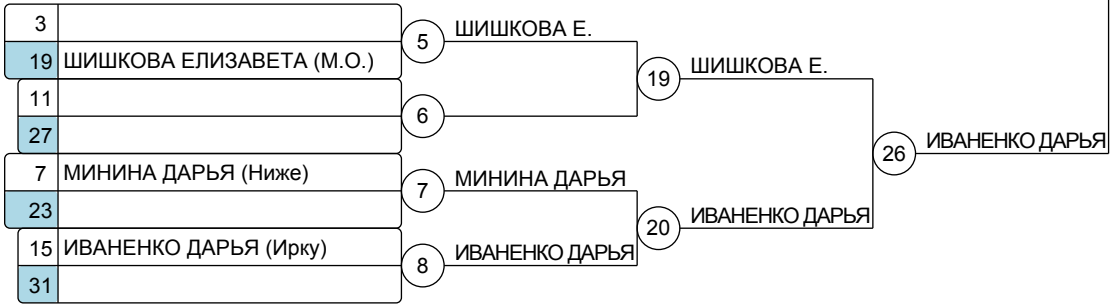 3
5 ШИШКОВА Е.
19 ШИШКОВА ЕЛИЗАВЕТА (М.О.)
19 ШИШКОВА Е.
11
6
27
26 ИВАНЕНКО ДАРЬЯ
7 МИНИНА ДАРЬЯ (Ниже)
7 МИНИНА ДАРЬЯ
23
20 ИВАНЕНКО ДАРЬЯ
15 ИВАНЕНКО ДАРЬЯ (Ирку)
8 ИВАНЕНКО ДАРЬЯ
31